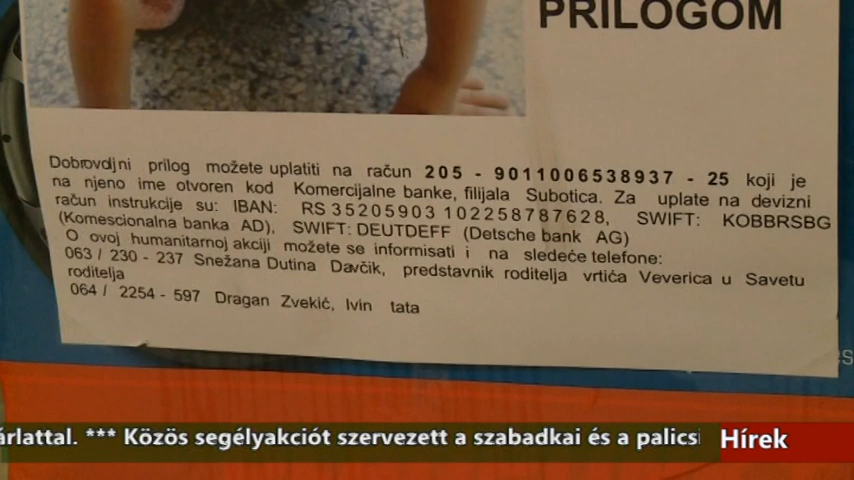 PRILOGOM
Dobrovoljni prilog možete uplatiti na račun 205 - 9011006538937 - 25 koji je
na njeno ime otvoren kod Komercijalne banke, filijala Subotica. Za uplate na devizni
račun instrukcije su: IBAN: RS 35205903 102258787628, SWIFT: KOBBRSBG
(Komescionalna banka AD), SWIFT: DEUTDEFF (Detsche bank AG)
O ovoj humanitarnoj akciji možete se informisati i na sledeće telefone:
063 / 230 - 237 Snežana Dutina Davčik, predstavnik roditelja vrtića Veverica u Savetu
roditelja
064 / 2254 - 597 Dragan Zvekić, Ivin tata
*** Közös segélyakciót szervezett a szabadkai és a
Hírek